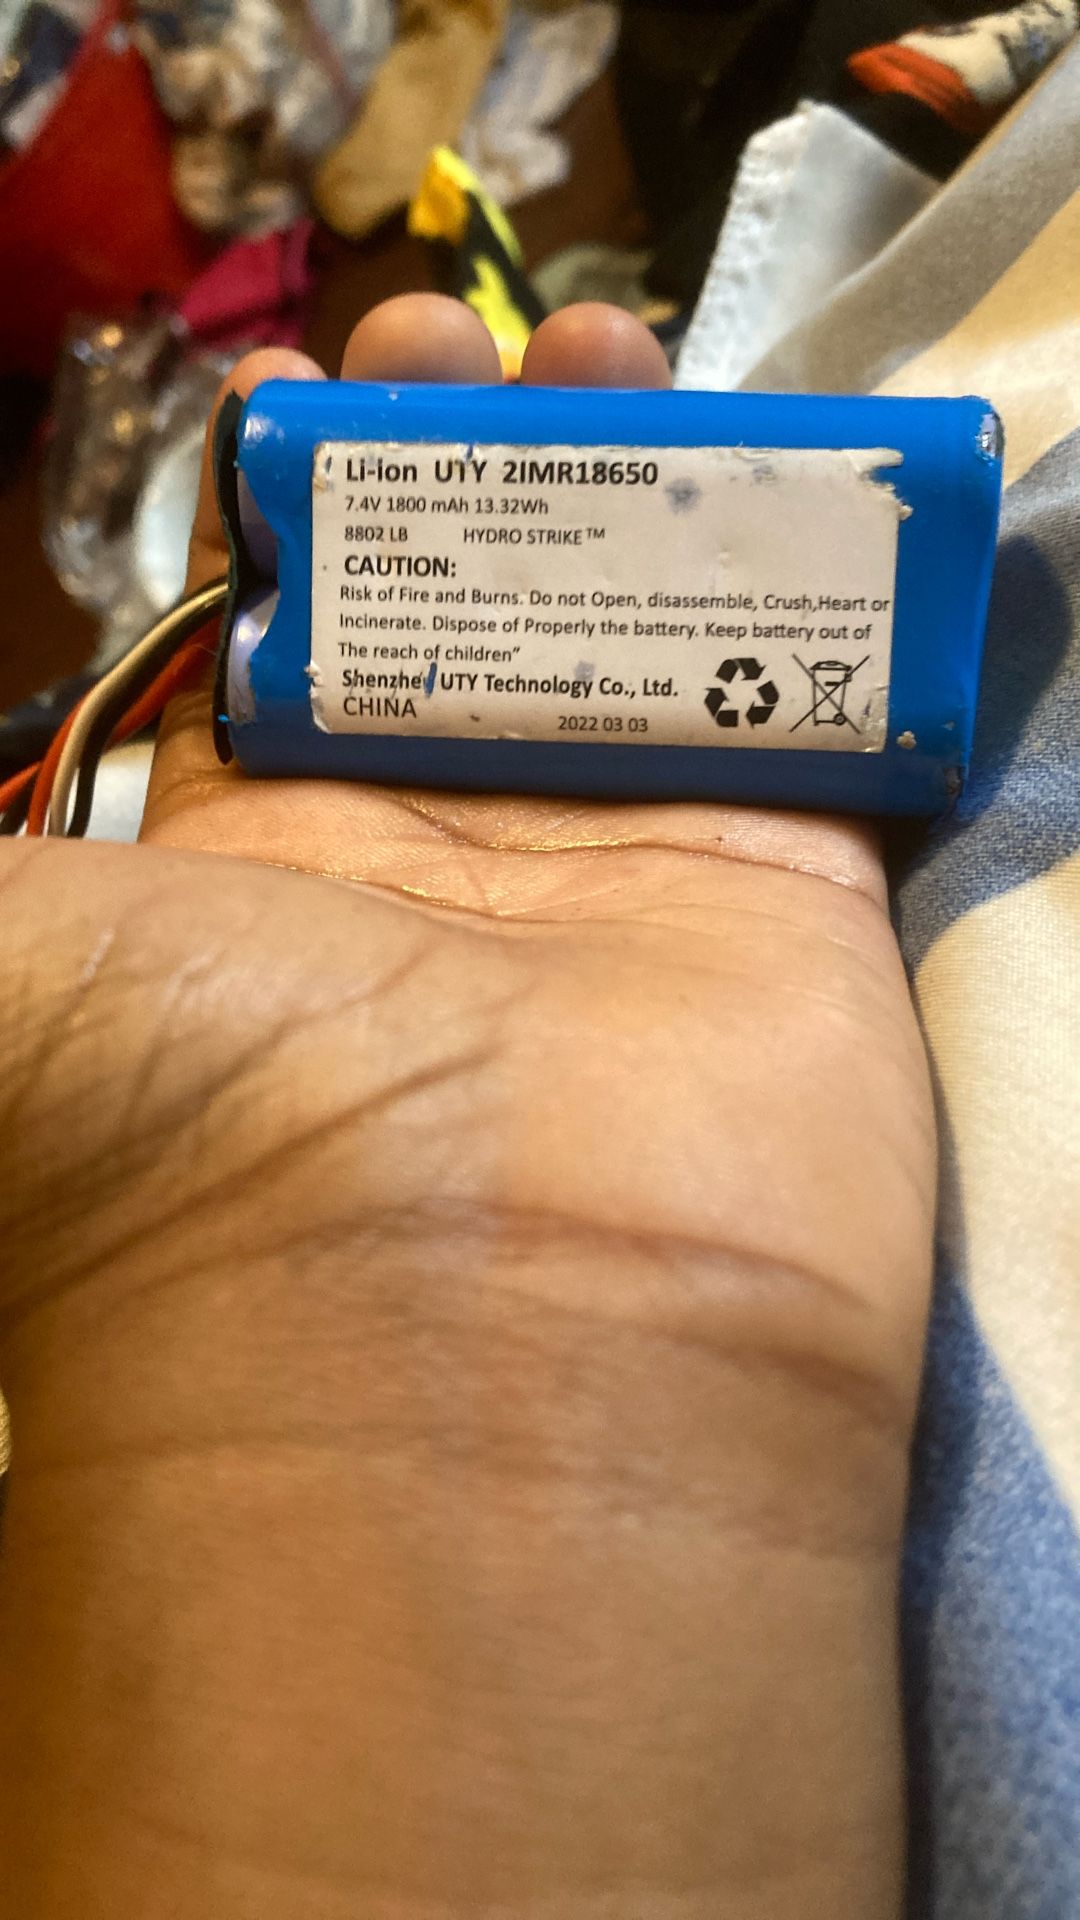 Li-ion UTY 2IMR18650
7.4V 1800 mAh 13.32Wh
8802 LB HYDRO STRIKE™
CAUTION:
Risk of Fire and Burns. Do not Open, disassemble, Crush,Heart or
Incinerate. Dispose of Properly the battery. Keep battery out of
The reach of children”
Shenzhen UTY Technology Co., Ltd.
CHINA
2022 03 03